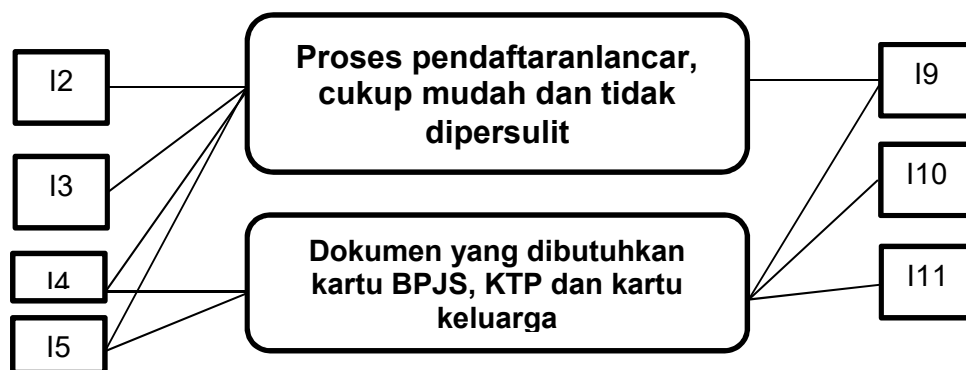 I2
I3
I4
I5
Proses pendaftaranlancar,
cukup mudah dan tidak
dipersulit
Dokumen yang dibutuhkan
kartu BPJS, KTP dan kartu
keluarga
I9
I10
I11